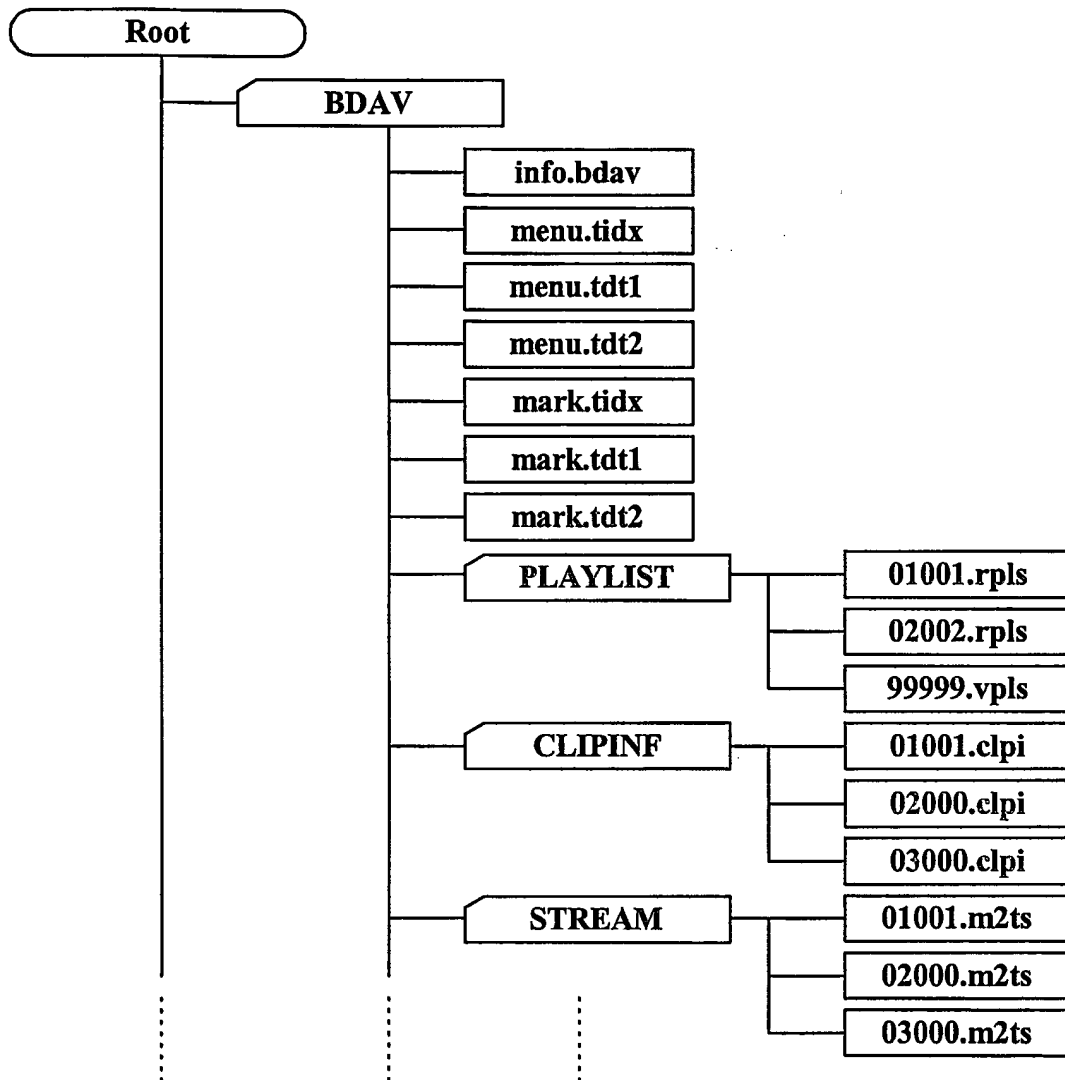 Root
BDAV
info.bdav
menu.tidx
menu.tdt1
menu.tdt2
mark.tidx
mark.tdt1
mark.tdt2
PLAYLIST
01001.rpls
02002.rpls
99999.vpls
CLIPINF
01001.clpi
02000.clpi
03000.clpi
STREAM
01001.m2ts
02000.m2ts
03000.m2ts